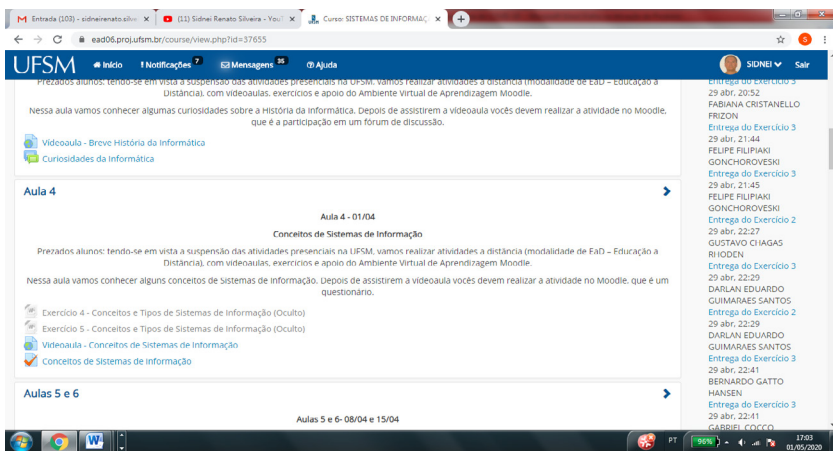 Entrada (103) - sidneirenato.silve
(11) Sidnei Renato Silveira - You
Curso: SISTEMAS DE INFORMAÇ
ead06.proj.ufsm.br/course/view.php?id=37655
S
UFSM
Início
Notificações 7
Mensagens 35
Ajuda
SIDNEI
Sair
Prezados alunos: tendo-se em vista a suspensão das atividades presenciais na UFSM, vamos realizar atividades a distância (modalidade de EaD – Educação a
Distância), com videoaulas, exercícios e apoio do Ambiente Virtual de Aprendizagem Moodle.
Nessa aula vamos conhecer algumas curiosidades sobre a História da Informática. Depois de assistirem a videoaula vocês devem realizar a atividade no Moodle,
que é a participação em um fórum de discussão.
Videoaula - Breve História da Informática
Curiosidades da Informática
Aula 4
Aula 4 - 01/04
Conceitos de Sistemas de Informação
Prezados alunos: tendo-se em vista a suspensão das atividades presenciais na UFSM, vamos realizar atividades a distância (modalidade de EaD – Educação a
Distância), com videoaulas, exercícios e apoio do Ambiente Virtual de Aprendizagem Moodle.
Nessa aula vamos conhecer alguns conceitos de Sistemas de Informação. Depois de assistirem a videoaula vocês devem realizar a atividade no Moodle, que é um
questionário.
Exercício 4 - Conceitos e Tipos de Sistemas de Informação (Oculto)
Exercício 5 - Conceitos e Tipos de Sistemas de Informação (Oculto)
Videoaula - Conceitos de Sistemas de Informação
Conceitos de Sistemas de Informação
Aulas 5 e 6
Aulas 5 e 6- 08/04 e 15/04
Entrega do Exercício 3
29 abr, 20:52
FABIANA CRISTANELLO
FRIZON
Entrega do Exercício 3
29 abr, 21:44
FELIPE FILIPIAKI
GONCHOROVESKI
Entrega do Exercício 3
29 abr, 21:45
FELIPE FILIPIAKI
GONCHOROVESKI
Entrega do Exercício 2
29 abr, 22:27
GUSTAVO CHAGAS
RHODEN
Entrega do Exercício 3
29 abr, 22:29
DARLAN EDUARDO
GUIMARAES SANTOS
Entrega do Exercício 2
29 abr, 22:29
DARLAN EDUARDO
GUIMARAES SANTOS
Entrega do Exercício 3
29 abr, 22:41
BERNARDO GATTO
HANSEN
Entrega do Exercício 3
29 abr, 22:41
GABRIEL COCCO
PT
96%
17:03
01/05/2020